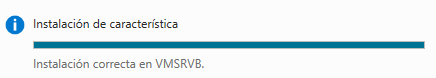 Instalación de característica
Instalación correcta en VMSRVB.